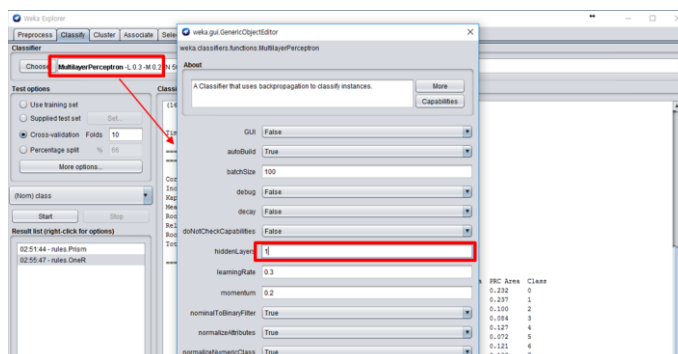 Weka Explorer
Preprocess Classify Cluster Associate
Classifier
Choose MultilayerPerceptron -L 0.3 -M 0.2 -N
Test options
Use training set
Supplied test set Set...
Cross-validation Folds 10
Percentage split % 66
More options...
(Nom) class
Start Stop
Result list (right-click for options)
02:51:44 - rules.Prism
02:55:47 - rules.OneR
weka.gui.GenericObjectEditor
weka.classifiers.functions.MultilayerPerceptron
About
A Classifier that uses backpropagation to classify instances.
More
Capabilities
GUI False
autoBuild True
batchSize 100
debug False
decay False
doNotCheckCapabilities False
hiddenLayers 1
learningRate 0.3
momentum 0.2
nominalToBinaryFilter True
normalizeAttributes True
normalizeNumericClass True
PRC Area Class
0.232 0
0.237 1
0.100 2
0.084 3
0.127 4
0.072 5
0.121 6